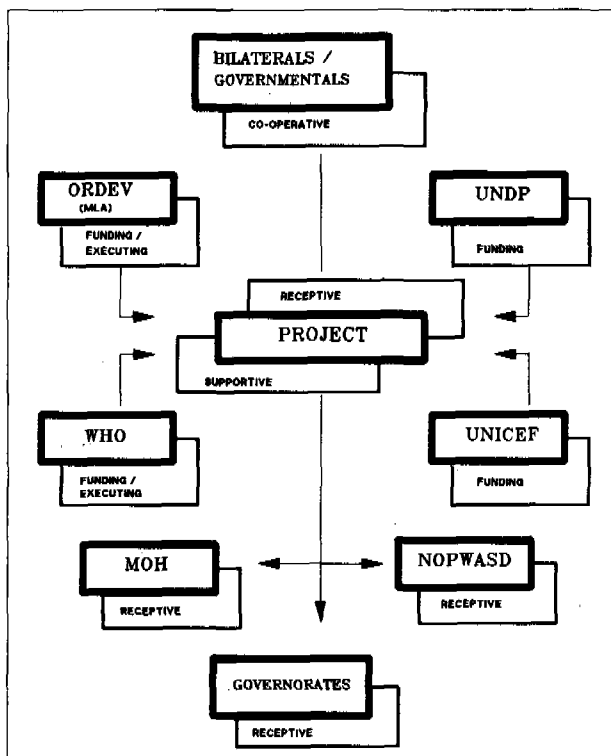 BILATERALS /
GOVERNMENTALS
CO-OPERATIVE
ORDEV
(MLA)
FUNDING /
EXECUTING
UNDP
FUNDING
RECEPTIVE
PROJECT
SUPPORTIVE
WHO
FUNDING /
EXECUTING
UNICEF
FUNDING
MOH
RECEPTIVE
NOPWASD
RECEPTIVE
GOVERNORATES
RECEPTIVE